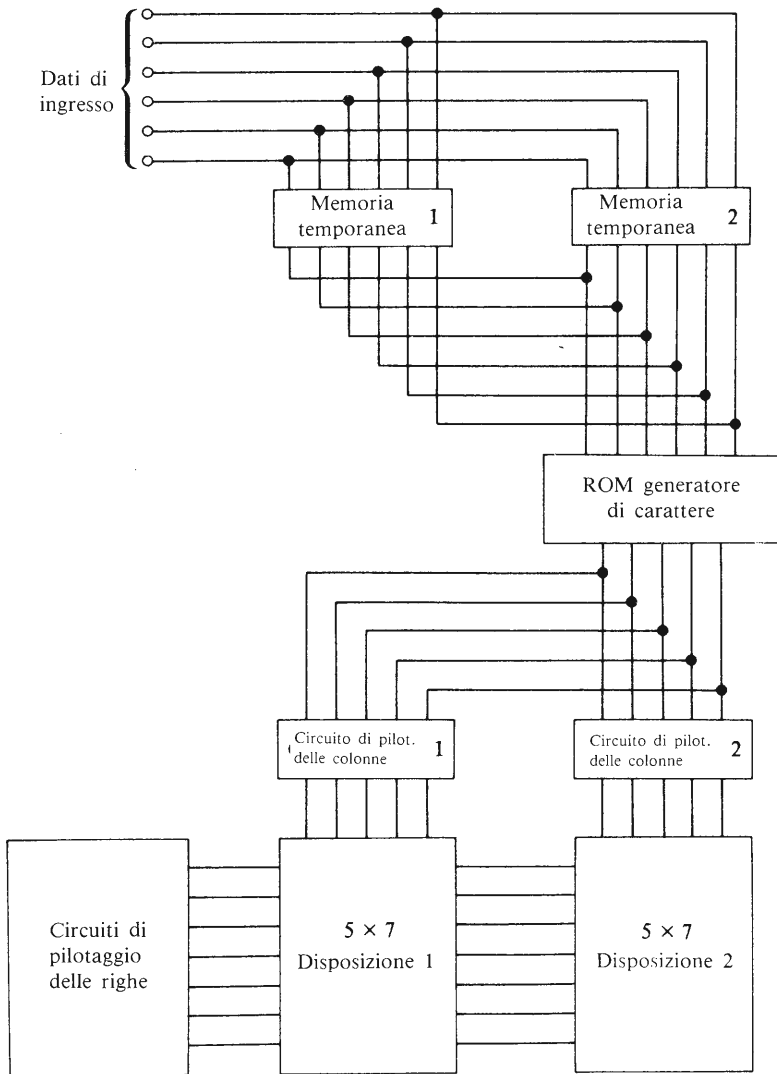 Dati di
ingresso
Memoria
temporanea 1
Memoria
temporanea 2
ROM generatore
di carattere
Circuito di pilot.
delle colonne 1
Circuito di pilot.
delle colonne 2
Circuiti di
pilotaggio
delle righe
5 × 7
Disposizione 1
5 × 7
Disposizione 2